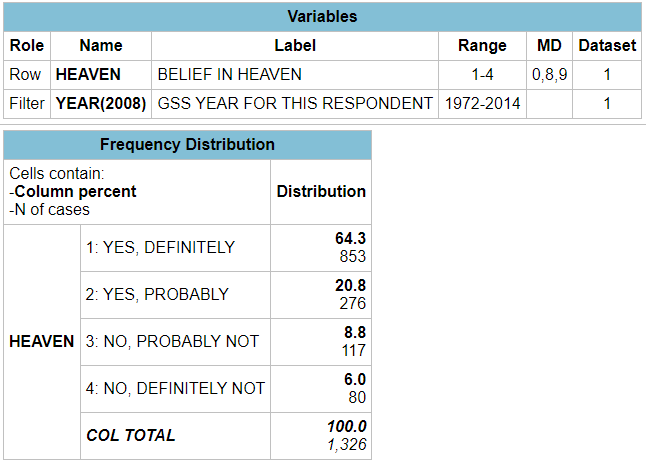 Variables
Role Name Label Range MD Dataset
Row HEAVEN BELIEF IN HEAVEN 1-4 0,8,9 1
Filter YEAR(2008) GSS YEAR FOR THIS RESPONDENT 1972-2014 1
Frequency Distribution
Cells contain:
-Column percent
-N of cases
Distribution
HEAVEN
1: YES, DEFINITELY
64.3
853
2: YES, PROBABLY
20.8
276
3: NO, PROBABLY NOT
8.8
117
4: NO, DEFINITELY NOT
6.0
80
COL TOTAL
100.0
1,326